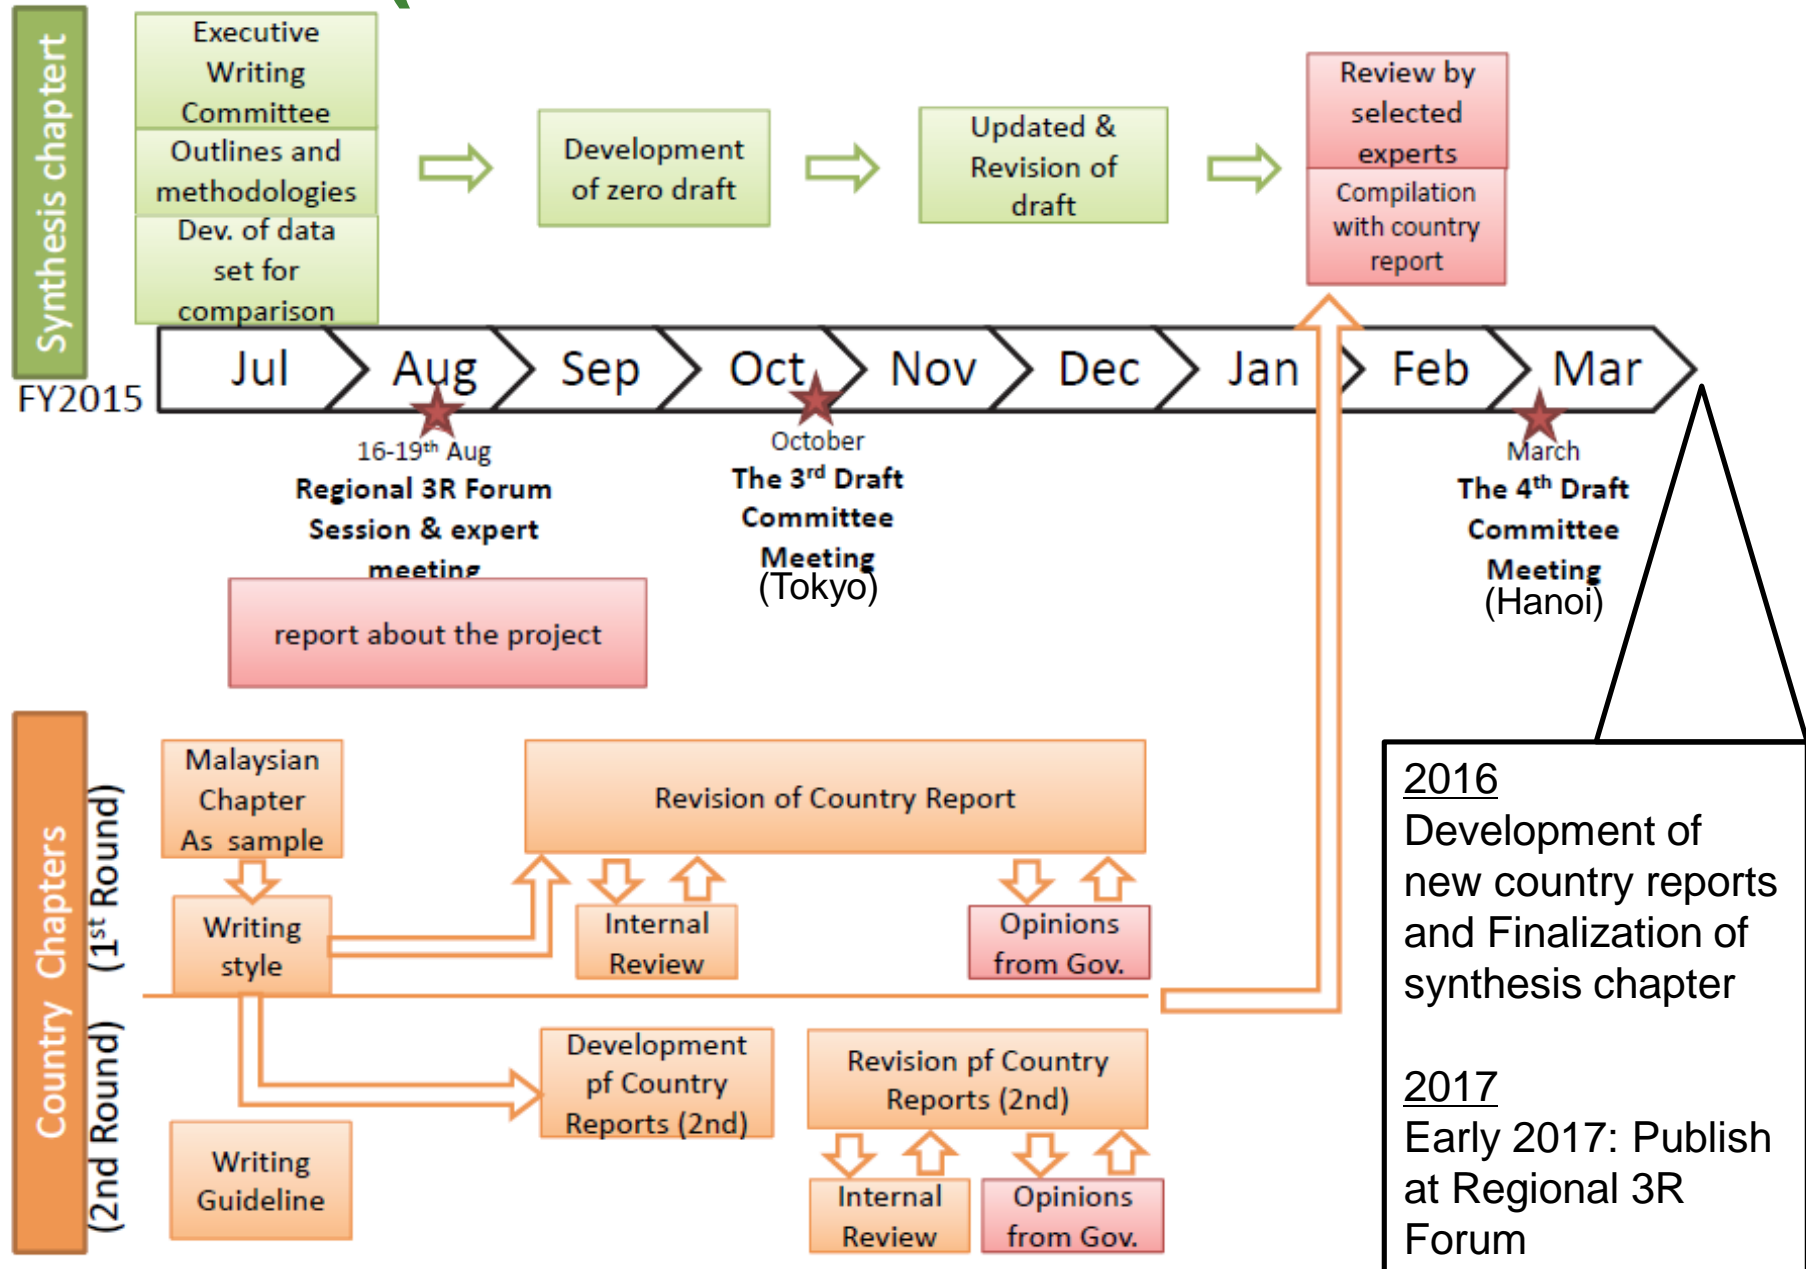 Synthesis chaptert
Executive
Writing
Committee
Outlines and
methodologies
Dev. of data
set for
comparison
Development
of zero draft
Updated &
Revision of
draft
Review by
selected
experts
Compilation
with country
report
FY2015
Jul
Aug
Sep
Oct
Nov
Dec
Jan
Feb
Mar
16-19th Aug
Regional 3R Forum
Session & expert
meeting
report about the project
October
The 3rd Draft
Committee
Meeting
(Tokyo)
March
The 4th Draft
Committee
Meeting
(Hanoi)
Country Chapters
(1st Round)
(2nd Round)
Malaysian
Chapter
As sample
Writing
style
Revision of Country Report
Internal
Review
Opinions
from Gov.
Writing
Guideline
Development
pf Country
Reports (2nd)
Revision pf Country
Reports (2nd)
Internal
Review
Opinions
from Gov.
2016
Development of
new country reports
and Finalization of
synthesis chapter
2017
Early 2017: Publish
at Regional 3R
Forum